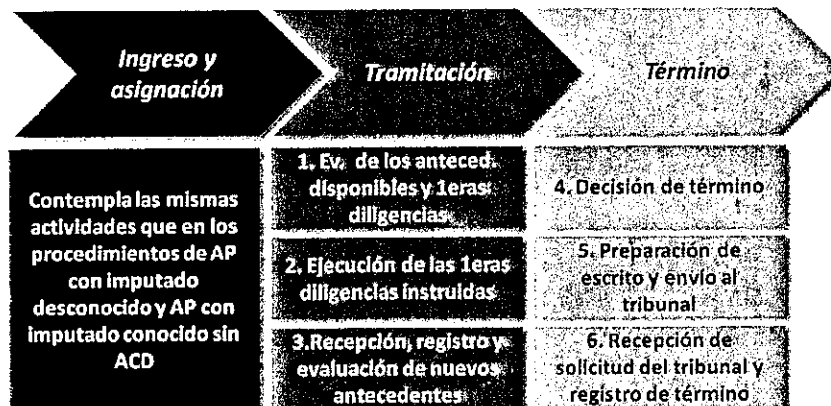 Ingreso y
asignación
Tramitación
Término
Contempla las mismas
actividades que en los
procedimientos de AP
con imputado
desconocido y AP con
imputado conocido sin
ACD
1. Ev. de los anteced.
disponibles y 1eras
diligencias
2. Ejecución de las 1eras
diligencias instruidas
3.Recepción, registro y
evaluación de nuevos
antecedentes
4. Decisión de término
5. Preparación de
escrito y envío al
tribunal
6. Recepción de
solicitud del tribunal y
registro de término